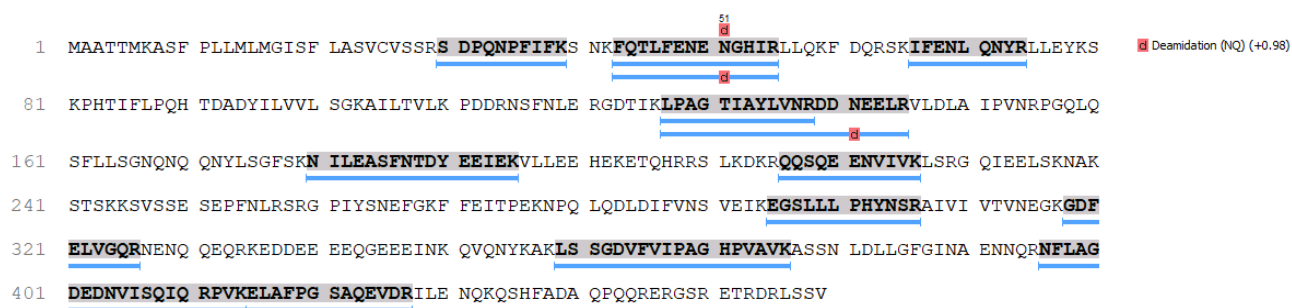 51
d
1 MAATTMKASF PLLMLMGISF LASVCVSSRS DPQNPFIFKS NKFQTLFENE NGHIRLLQKF DQRSKIFENL QNYRLLEYKS
d Deamidation (NQ) (+0.98)
d
81 KPHTIFLPQH TDADYILVVL SGKAILTVLK PDDRNSFNLE RGDTIKLPAG TIAYLVNRDD NEELRVLDLA IPVNRPGQLQ
d
161 SFLLSGNQNQ QNYLSGFSKN ILEASFNTDY EEIEKVLLEE HEKETQHRRS LKDKRQQSQE ENVIVKLSRG QIEELSKNAK
241 STSKKSVSSE SEPFNLRSRG PIYSNEFGKF FEITPEKNPQ LQDLDIFVNS VEIKEGSLLL PHYNSRAIVI VTVNEGKGDF
321 ELVGQRNENQ QEQRKEDDEE EEQGEEEINK QVQNYKAKLS SGDVFVIPAG HPVAVKASSN LDLLGFGINA ENNQRNFLAG
401 DEDNVISQIQ RPVKELAFPG SAQEVDRILE NQKQSHFADA QPQQRERGSR ETRDRLSSV